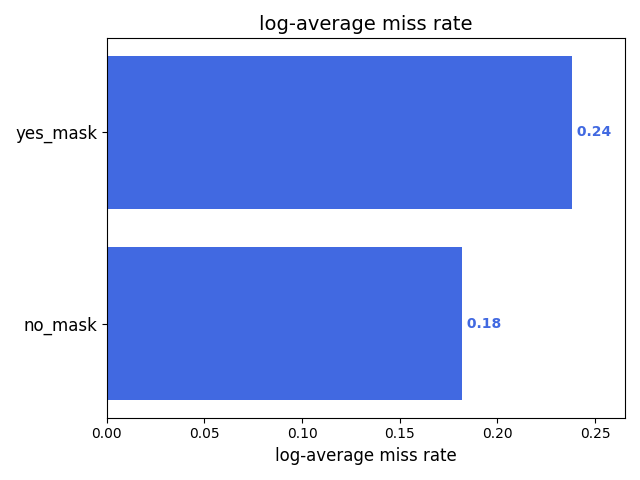 log-average miss rate
yes_mask
0.24
no_mask
0.18
0.00 0.05 0.10 0.15 0.20 0.25
log-average miss rate